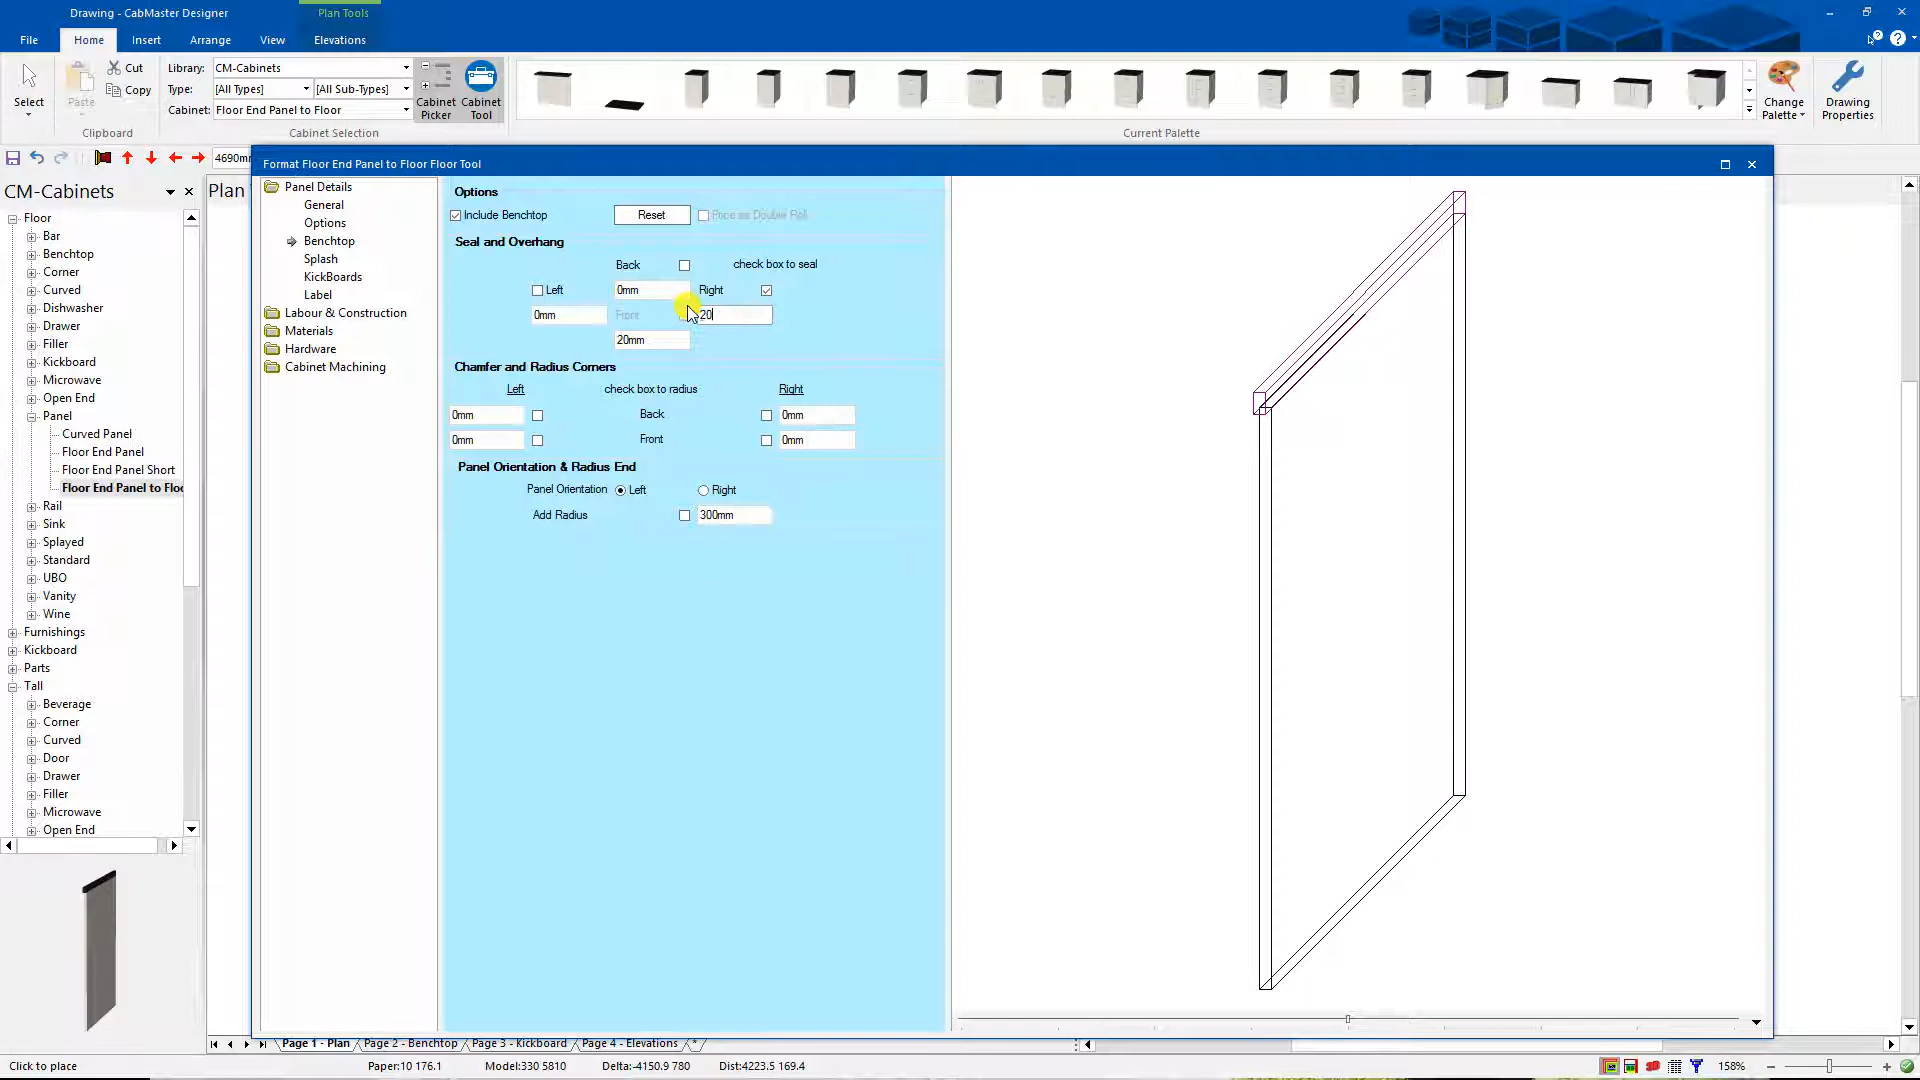 Drawing - CabMaster Designer
Plan Tools
File
Home
Insert
Arrange
View
Elevations
Select
Paste
Cut
Copy
Clipboard
Library:
CM-Cabinets
Type:
[All Types]
[All Sub-Types]
Cabinet:
Floor End Panel to Floor
Cabinet Selection
Cabinet
Picker
Cabinet
Tool
Current Palette
Change
Palette
Drawing
Properties
CM-Cabinets
Floor
Bar
Benchtop
Corner
Curved
Dishwasher
Drawer
Filler
Kickboard
Microwave
Open End
Panel
Curved Panel
Floor End Panel
Floor End Panel Short
Floor End Panel to Floo
Rail
Sink
Splayed
Standard
UBO
Vanity
Wine
Furnishings
Kickboard
Parts
Tall
Beverage
Corner
Curved
Door
Drawer
Filler
Microwave
Open End
Plan
Format Floor End Panel to Floor Floor Tool
Panel Details
General
Options
Benchtop
Splash
KickBoards
Label
Labour & Construction
Materials
Hardware
Cabinet Machining
Options
Include Benchtop
Reset
Seal and Overhang
Back
check box to seal
Left
0mm
Right
0mm
Front
20
20mm
Chamfer and Radius Corners
Left
check box to radius
Right
0mm
Back
0mm
0mm
Front
0mm
Panel Orientation & Radius End
Panel Orientation
Left
Right
Add Radius
300mm
Page 1 - Plan
Page 2 - Benchtop
Page 3 - Kickboard
Page 4 - Elevations
*
Click to place
Paper:10 176.1
Model:330 5810
Delta:-4150.9 780
Dist:4223.5 169.4
158%